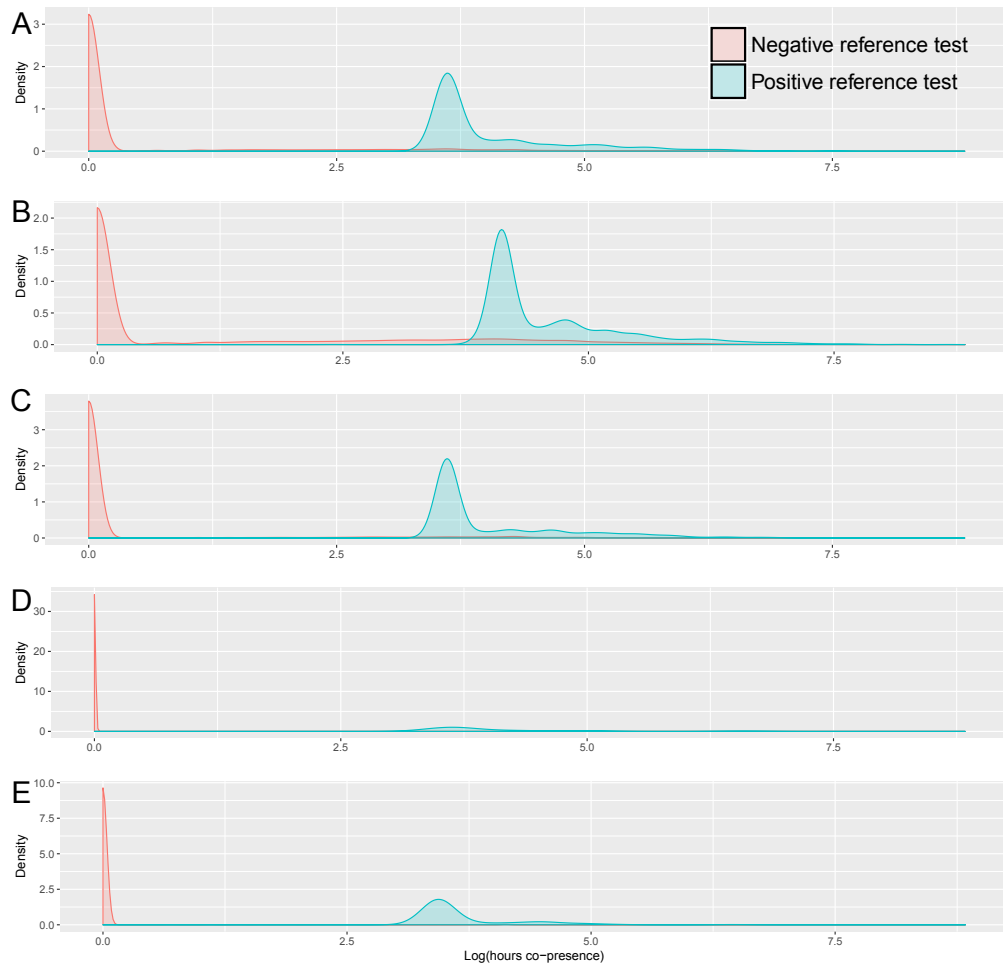 A
Density
3
2
1
0
0.0 2.5 5.0 7.5
Negative reference test
Positive reference test
B
Density
2.0
1.5
1.0
0.5
0.0
0.0 2.5 5.0 7.5
C
Density
3
2
1
0
0.0 2.5 5.0 7.5
D
Density
30
20
10
0
0.0 2.5 5.0 7.5
E
Density
10.0
7.5
5.0
2.5
0.0
0.0 2.5 5.0 7.5
Log(hours co−presence)